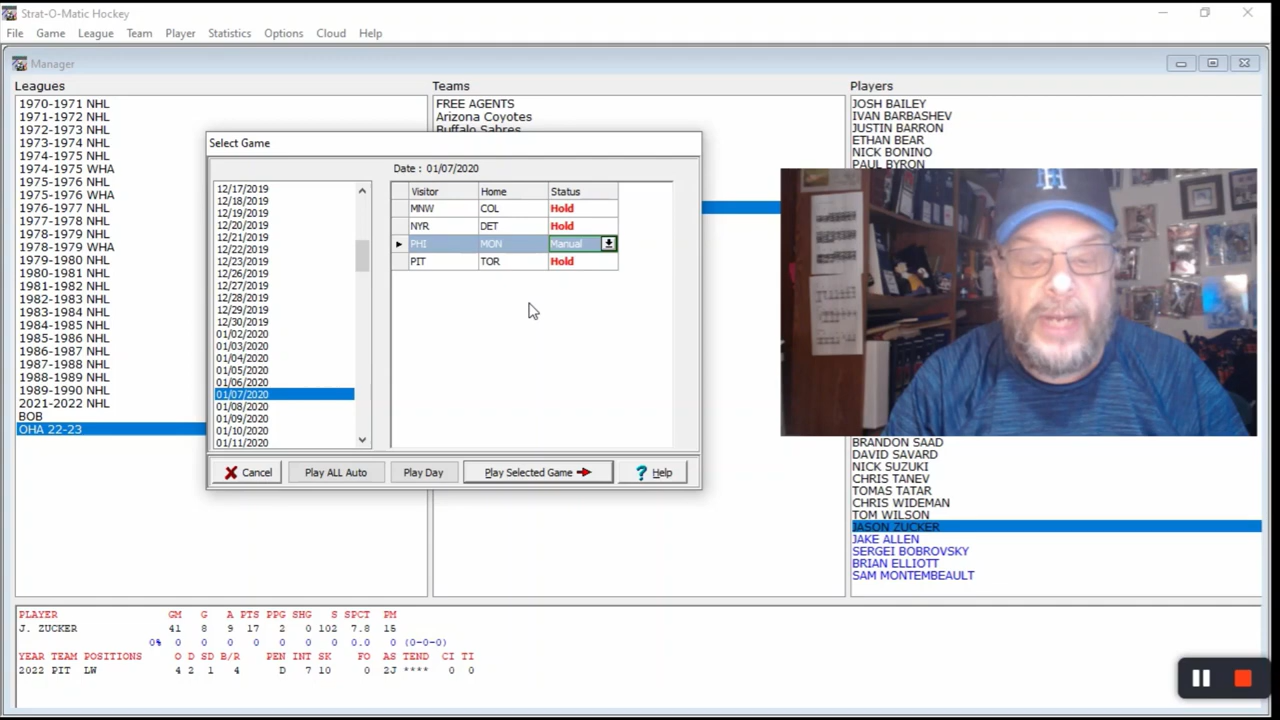 Strat-O-Matic Hockey
File Game League Team Player Statistics Options Cloud Help
Manager
Leagues
1970-1971 NHL
1971-1972 NHL
1972-1973 NHL
1973-1974 NHL
1974-1975 NHL
1974-1975 WHA
1975-1976 NHL
1975-1976 WHA
1976-1977 NHL
1977-1978 NHL
1978-1979 NHL
1978-1979 WHA
1979-1980 NHL
1980-1981 NHL
1981-1982 NHL
1982-1983 NHL
1983-1984 NHL
1984-1985 NHL
1985-1986 NHL
1986-1987 NHL
1987-1988 NHL
1988-1989 NHL
1989-1990 NHL
2021-2022 NHL
BOB
OHA 22-23
Teams
FREE AGENTS
Arizona Coyotes
Buffalo Sabres
Select Game
12/17/2019
12/18/2019
12/19/2019
12/20/2019
12/21/2019
12/22/2019
12/23/2019
12/26/2019
12/27/2019
12/28/2019
12/29/2019
12/30/2019
01/02/2020
01/03/2020
01/04/2020
01/05/2020
01/06/2020
01/07/2020
01/08/2020
01/09/2020
01/10/2020
01/11/2020
Date : 01/07/2020
Visitor Home Status
MNW COL Hold
NYR DET Hold
PHI MON Manual
PIT TOR Hold
Cancel Play ALL Auto Play Day Play Selected Game Help
Players
JOSH BAILEY
IVAN BARBASHEV
JUSTIN BARRON
ETHAN BEAR
NICK BONINO
PAUL BYRON
BRANDON SAAD
DAVID SAVARD
NICK SUZUKI
CHRIS TANEV
TOMAS TATAR
CHRIS WIDEMAN
TOM WILSON
JASON ZUCKER
JAKE ALLEN
SERGEI BOBROVSKY
BRIAN ELLIOTT
SAM MONTEMBEAULT
PLAYER GM G A PTS PPG SHG S SPCT PM
J. ZUCKER 41 8 9 17 2 0 102 7.8 15
0% 0 0 0 0 0 0 0 0.0 0 (0-0-0)
YEAR TEAM POSITIONS O D SD B/R PEN INT SK FO AS TEND CI TI
2022 PIT LW 4 2 1 4 D 7 10 0 2J **** 0 0